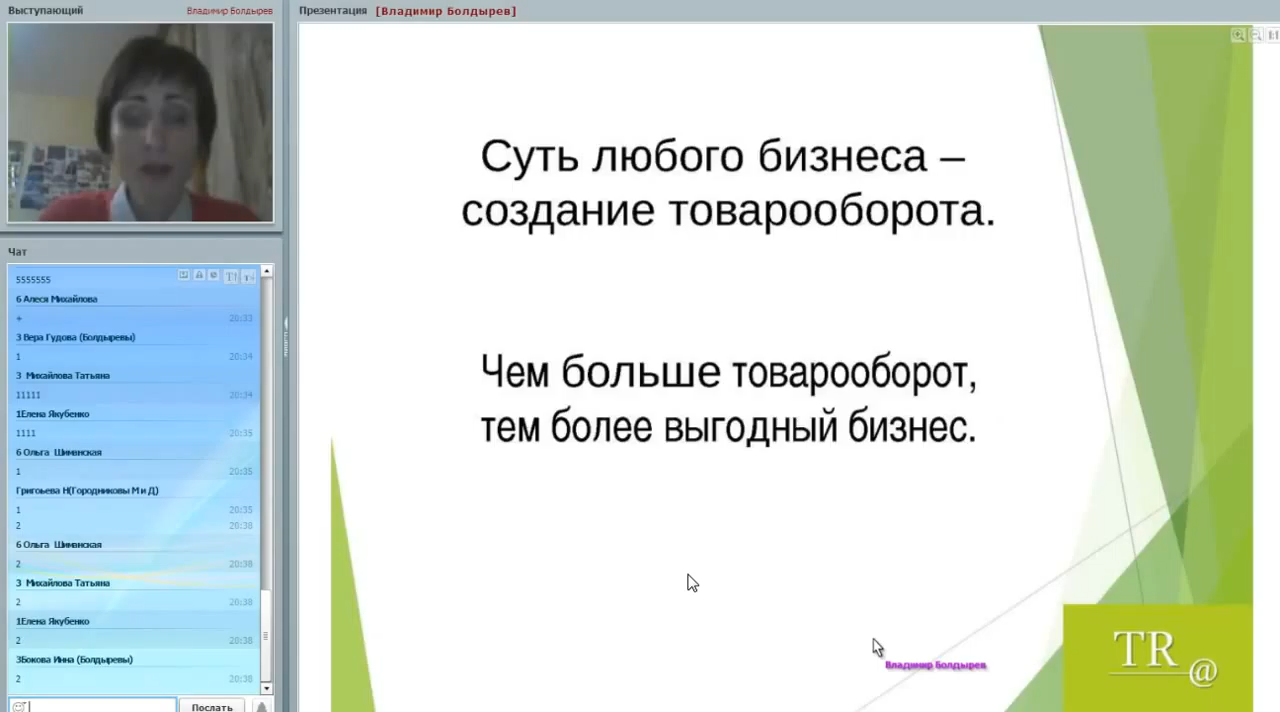 Выступающий
Владимир Болдырев
Презентация [Владимир Болдырев]
Суть любого бизнеса –
создание товарооборота.
Чем больше товарооборот,
тем более выгодный бизнес.
TR
@
Владимир Болдырев
Чат
5555555
6 Алеся Михайлова
+ 20:33
3 Вера Гудова (Болдыревы)
1 20:34
3 Михайлова Татьяна
11111 20:34
1Елена Якубенко
1111 20:35
6 Ольга Шиманская
1 20:35
Григоьева Н(Городниковы М и Д)
1 20:35
2 20:38
6 Ольга Шиманская
2 20:38
3 Михайлова Татьяна
2 20:38
1Елена Якубенко
2 20:38
3Бокова Инна (Болдыревы)
2 20:38
Послать